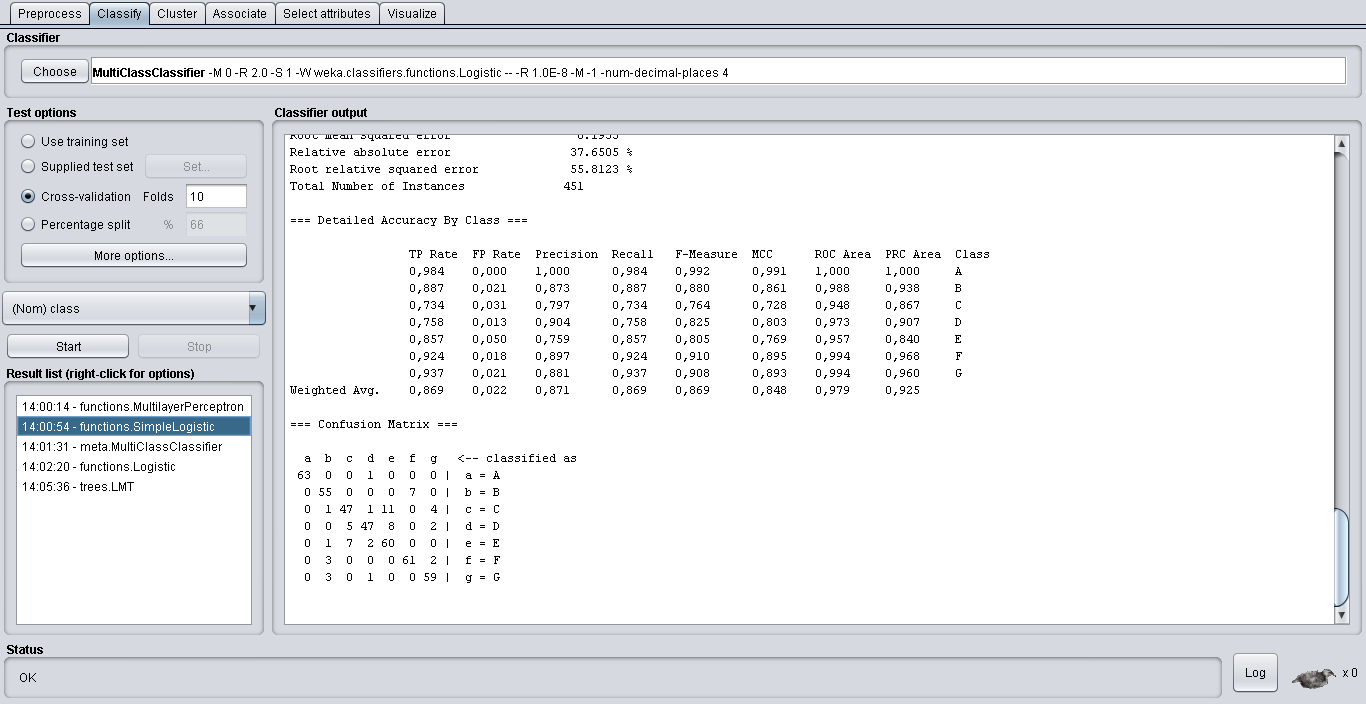 Preprocess Classify Cluster Associate Select attributes Visualize
Classifier
Choose MultiClassClassifier -M 0 -R 2.0 -S 1 -W weka.classifiers.functions.Logistic -- -R 1.0E-8 -M -1 -num-decimal-places 4
Test options
Use training set
Supplied test set Set...
Cross-validation Folds 10
Percentage split % 66
More options...
(Nom) class
Start Stop
Result list (right-click for options)
14:00:14 - functions.MultilayerPerceptron
14:00:54 - functions.SimpleLogistic
14:01:31 - meta.MultiClassClassifier
14:02:20 - functions.Logistic
14:05:36 - trees.LMT
Classifier output
Root mean squared error
Relative absolute error 37.6505 %
Root relative squared error 55.8123 %
Total Number of Instances 451
=== Detailed Accuracy By Class ===
TP Rate FP Rate Precision Recall F-Measure MCC ROC Area PRC Area Class
0,984 0,000 1,000 0,984 0,992 0,991 1,000 1,000 A
0,887 0,021 0,873 0,887 0,880 0,861 0,988 0,938 B
0,734 0,031 0,797 0,734 0,764 0,728 0,948 0,867 C
0,758 0,013 0,904 0,758 0,825 0,803 0,973 0,907 D
0,857 0,050 0,759 0,857 0,805 0,769 0,957 0,840 E
0,924 0,018 0,897 0,924 0,910 0,895 0,994 0,968 F
0,937 0,021 0,881 0,937 0,908 0,893 0,994 0,960 G
Weighted Avg. 0,869 0,022 0,871 0,869 0,869 0,848 0,979 0,925
=== Confusion Matrix ===
a b c d e f g <-- classified as
63 0 0 1 0 0 0 | a = A
0 55 0 0 0 7 0 | b = B
0 1 47 1 11 0 4 | c = C
0 0 5 47 8 0 2 | d = D
0 1 7 2 60 0 0 | e = E
0 3 0 0 0 61 2 | f = F
0 3 0 1 0 0 59 | g = G
Status
OK
Log x 0